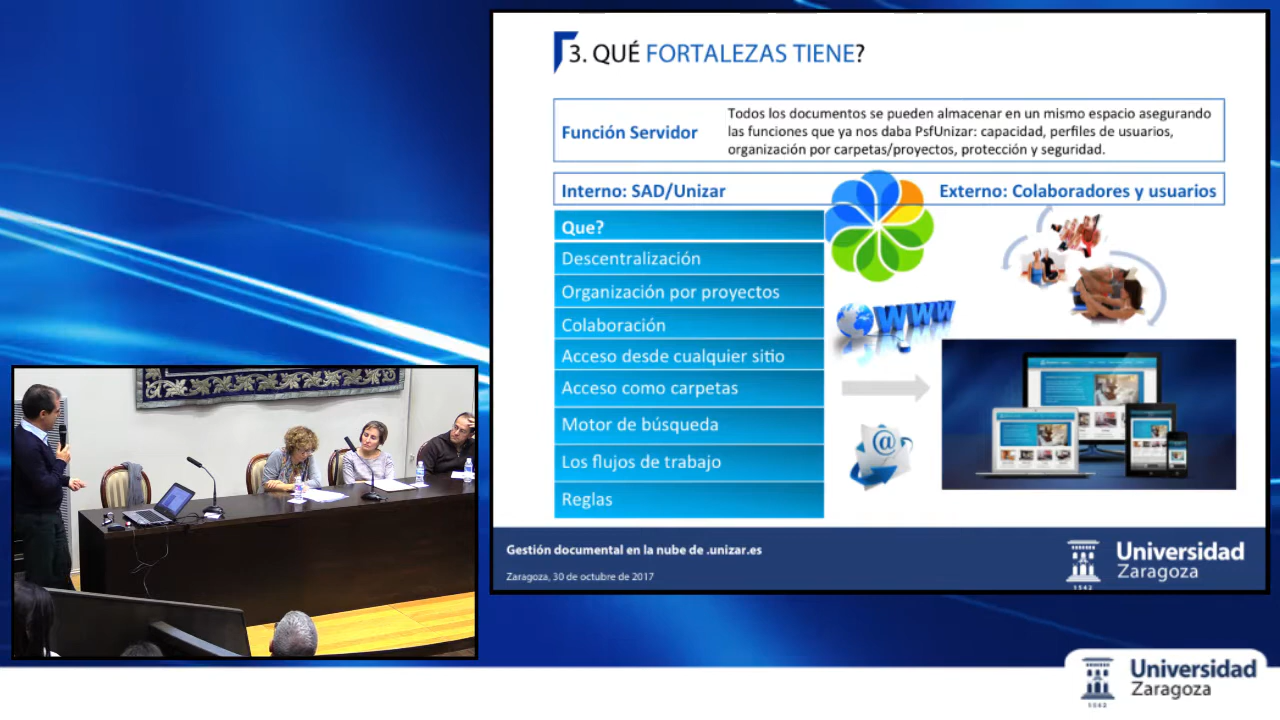 3. QUÉ FORTALEZAS TIENE?
Función Servidor
Todos los documentos se pueden almacenar en un mismo espacio asegurando
las funciones que ya nos daba PsfUnizar: capacidad, perfiles de usuarios,
organización por carpetas/proyectos, protección y seguridad.
Interno: SAD/Unizar
Externo: Colaboradores y usuarios
Que?
Descentralización
Organización por proyectos
Colaboración
Acceso desde cualquier sitio
Acceso como carpetas
Motor de búsqueda
Los flujos de trabajo
Reglas
WWW
@
Gestión documental en la nube de .unizar.es
Zaragoza, 30 de octubre de 2017
Universidad
Zaragoza
1542
Universidad
Zaragoza
1542